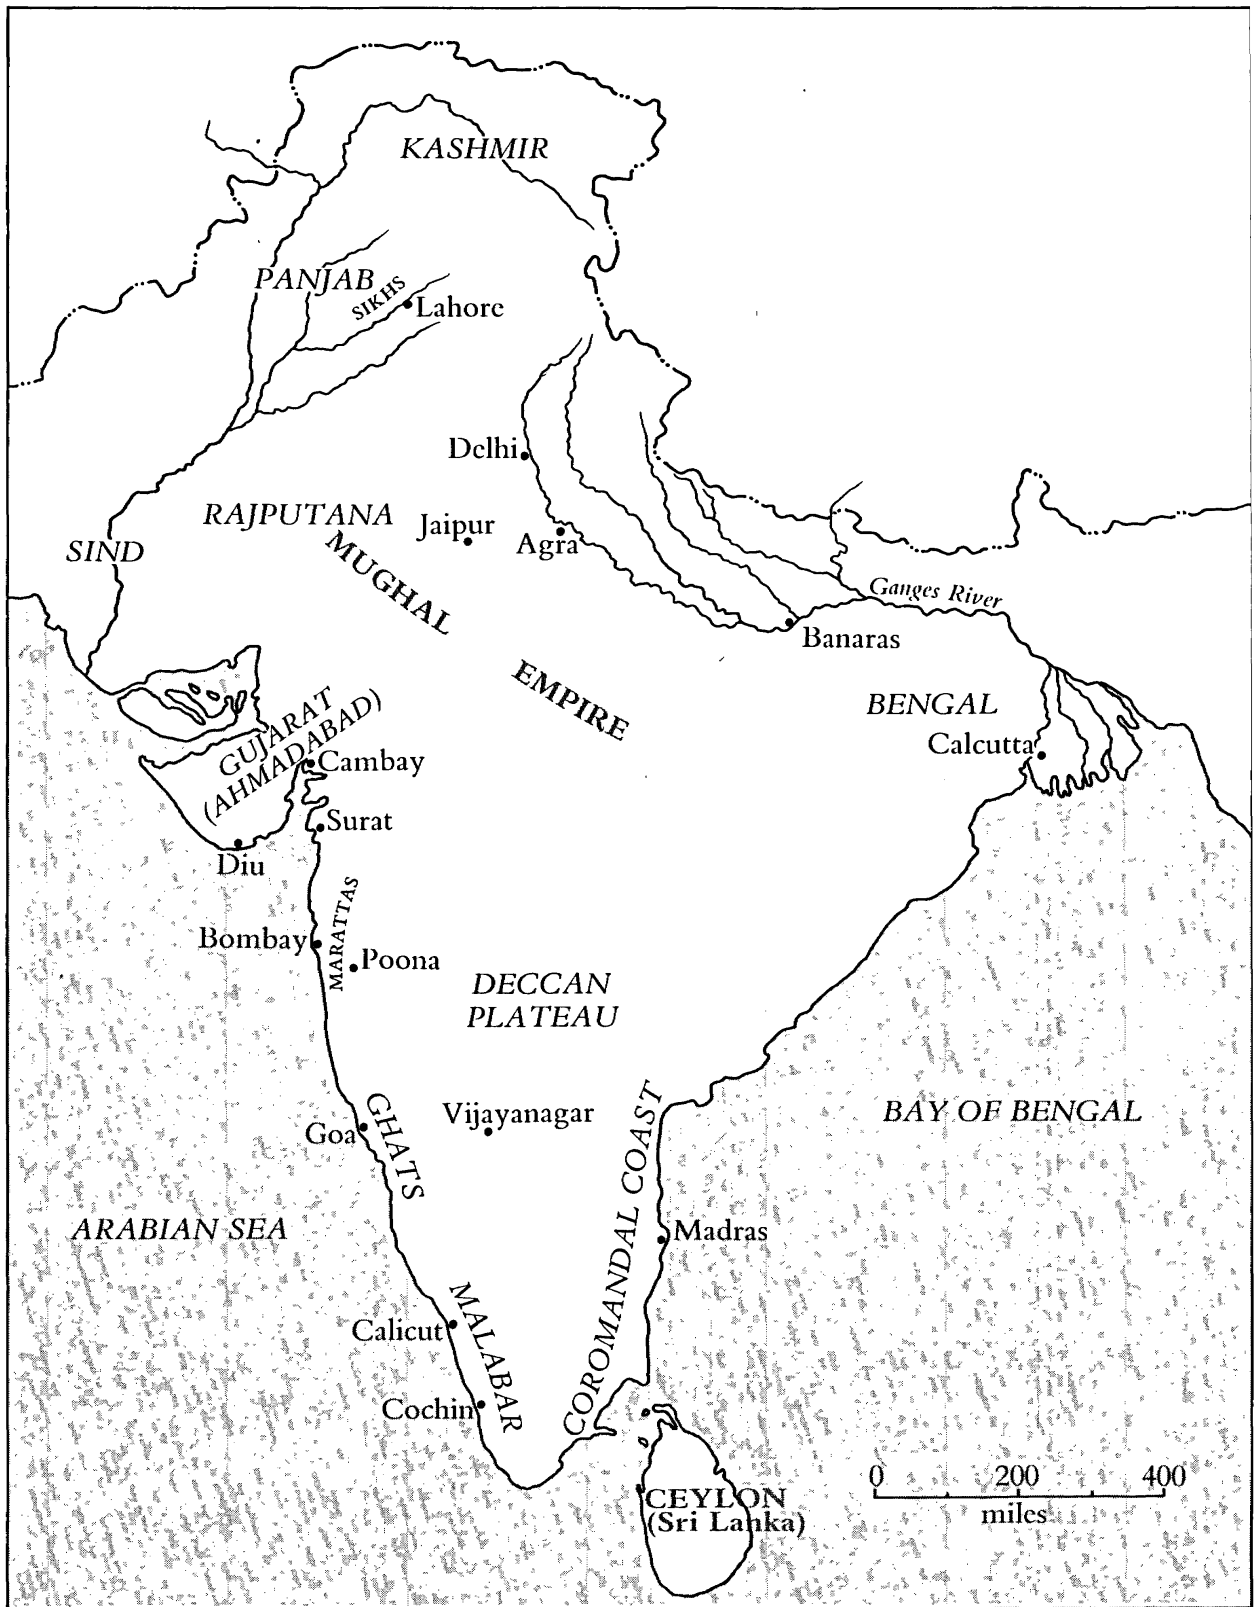 KASHMIR
PANJAB
SIKHS
Lahore
Delhi
RAJPUTANA
Jaipur
Agra
SIND
MUGHAL
EMPIRE
Ganges River
Banaras
BENGAL
Calcutta
GUJARAT
(AHMADABAD)
Cambay
Surat
Diu
MARATTAS
Bombay
Poona
DECCAN
PLATEAU
GHATS
Goa
Vijayanagar
COROMANDAL COAST
BAY OF BENGAL
ARABIAN SEA
Madras
MALABAR
Calicut
Cochin
CEYLON
(Sri Lanka)
0 200 400
miles